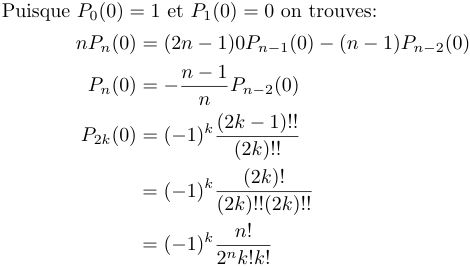 Puisque P_0(0) = 1 et P_1(0) = 0 on trouves:
nP_n(0) = (2n − 1)0P_{n−1}(0) − (n − 1)P_{n−2}(0)
P_n(0) = −\frac{n − 1}{n}P_{n−2}(0)
P_{2k}(0) = (−1)^k \frac{(2k − 1)!!}{(2k)!!}
= (−1)^k \frac{(2k)!}{(2k)!!(2k)!!}
= (−1)^k \frac{n!}{2^n k!k!}